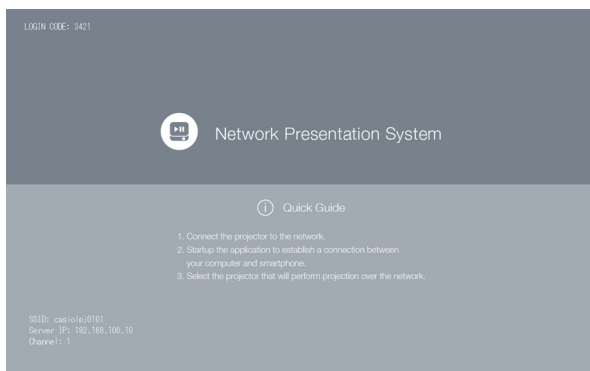 LOGIN CODE: 3421
Network Presentation System
Quick Guide
1. Connect the projector to the network.
2. Startup the application to establish a connection between
your computer and smartphone.
3. Select the projector that will perform projection over the network.
SSID: casiolpj0101
Server IP: 192.168.100.10
Channel: 1